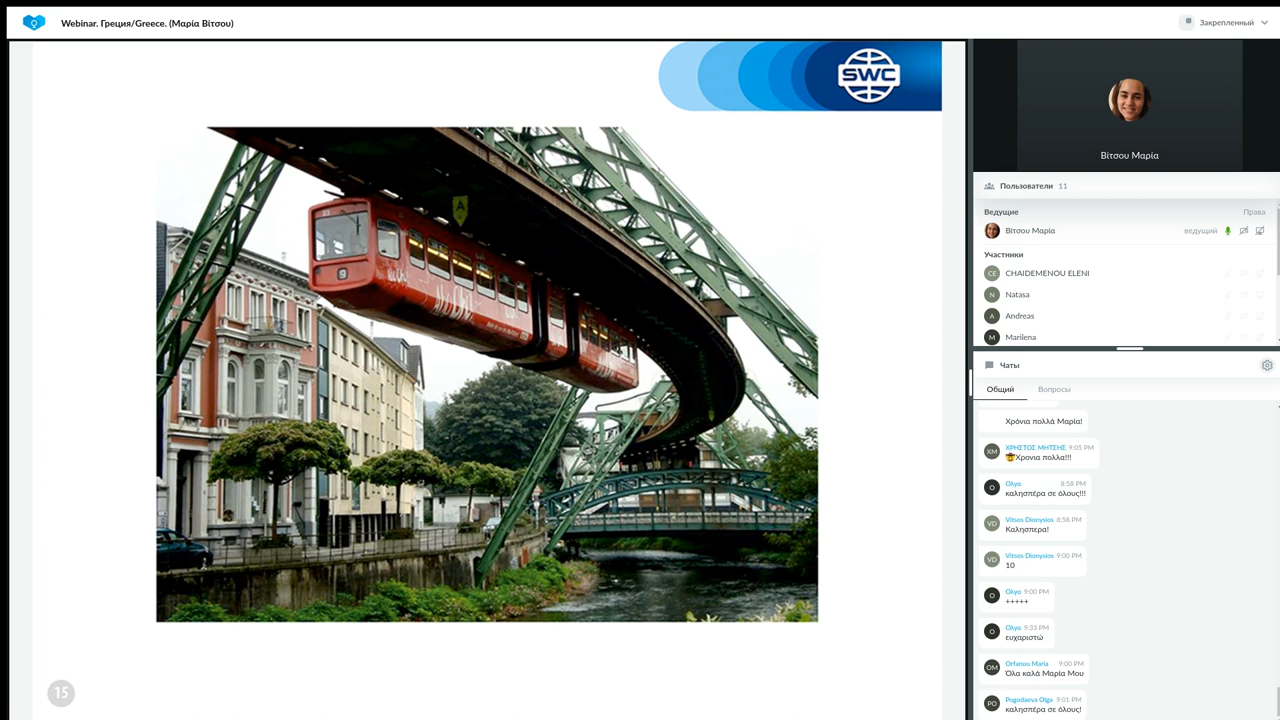 Webinar. Греция/Greece. (Μαρία Βίτσου)
Закрепленный
SWC
A
9
15
Βίτσου Μαρία
Пользователи 11
Ведущие Права
Βίτσου Μαρία ведущий
Участники
CE CHAIDEMENOU ELENI
N Natasa
A Andreas
M Marilena
Чаты
Общий Вопросы
Χρόνια πολλά Μαρία!
ΧΜ ΧΡΗΣΤΟΣ ΜΗΤΣΗΣ 9:05 PM
Χρονια πολλα!!!
O Olya 8:58 PM
καλησπέρα σε όλους!!!
VD Vitsos Dionysios 8:58 PM
Καλησπερα!
VD Vitsos Dionysios 9:00 PM
10
O Olya 9:00 PM
+++++
O Olya 9:33 PM
ευχαριστώ
OM Orfanou Maria 9:00 PM
Όλα καλά Μαρία Μου
PO Pogodaeva Olga 9:01 PM
καλησπέρα σε όλους!